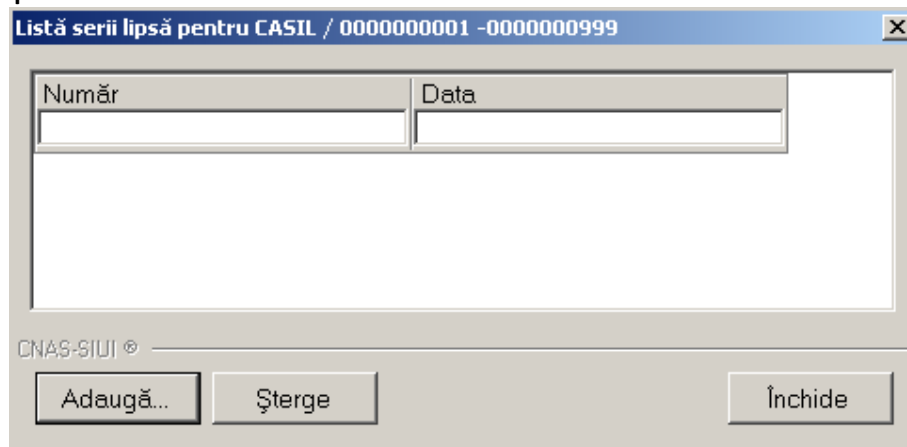 Listă serii lipsă pentru CASIL / 0000000001 -0000000999
Număr Data
CNAS-SIUI ®
Adaugă... Şterge Închide